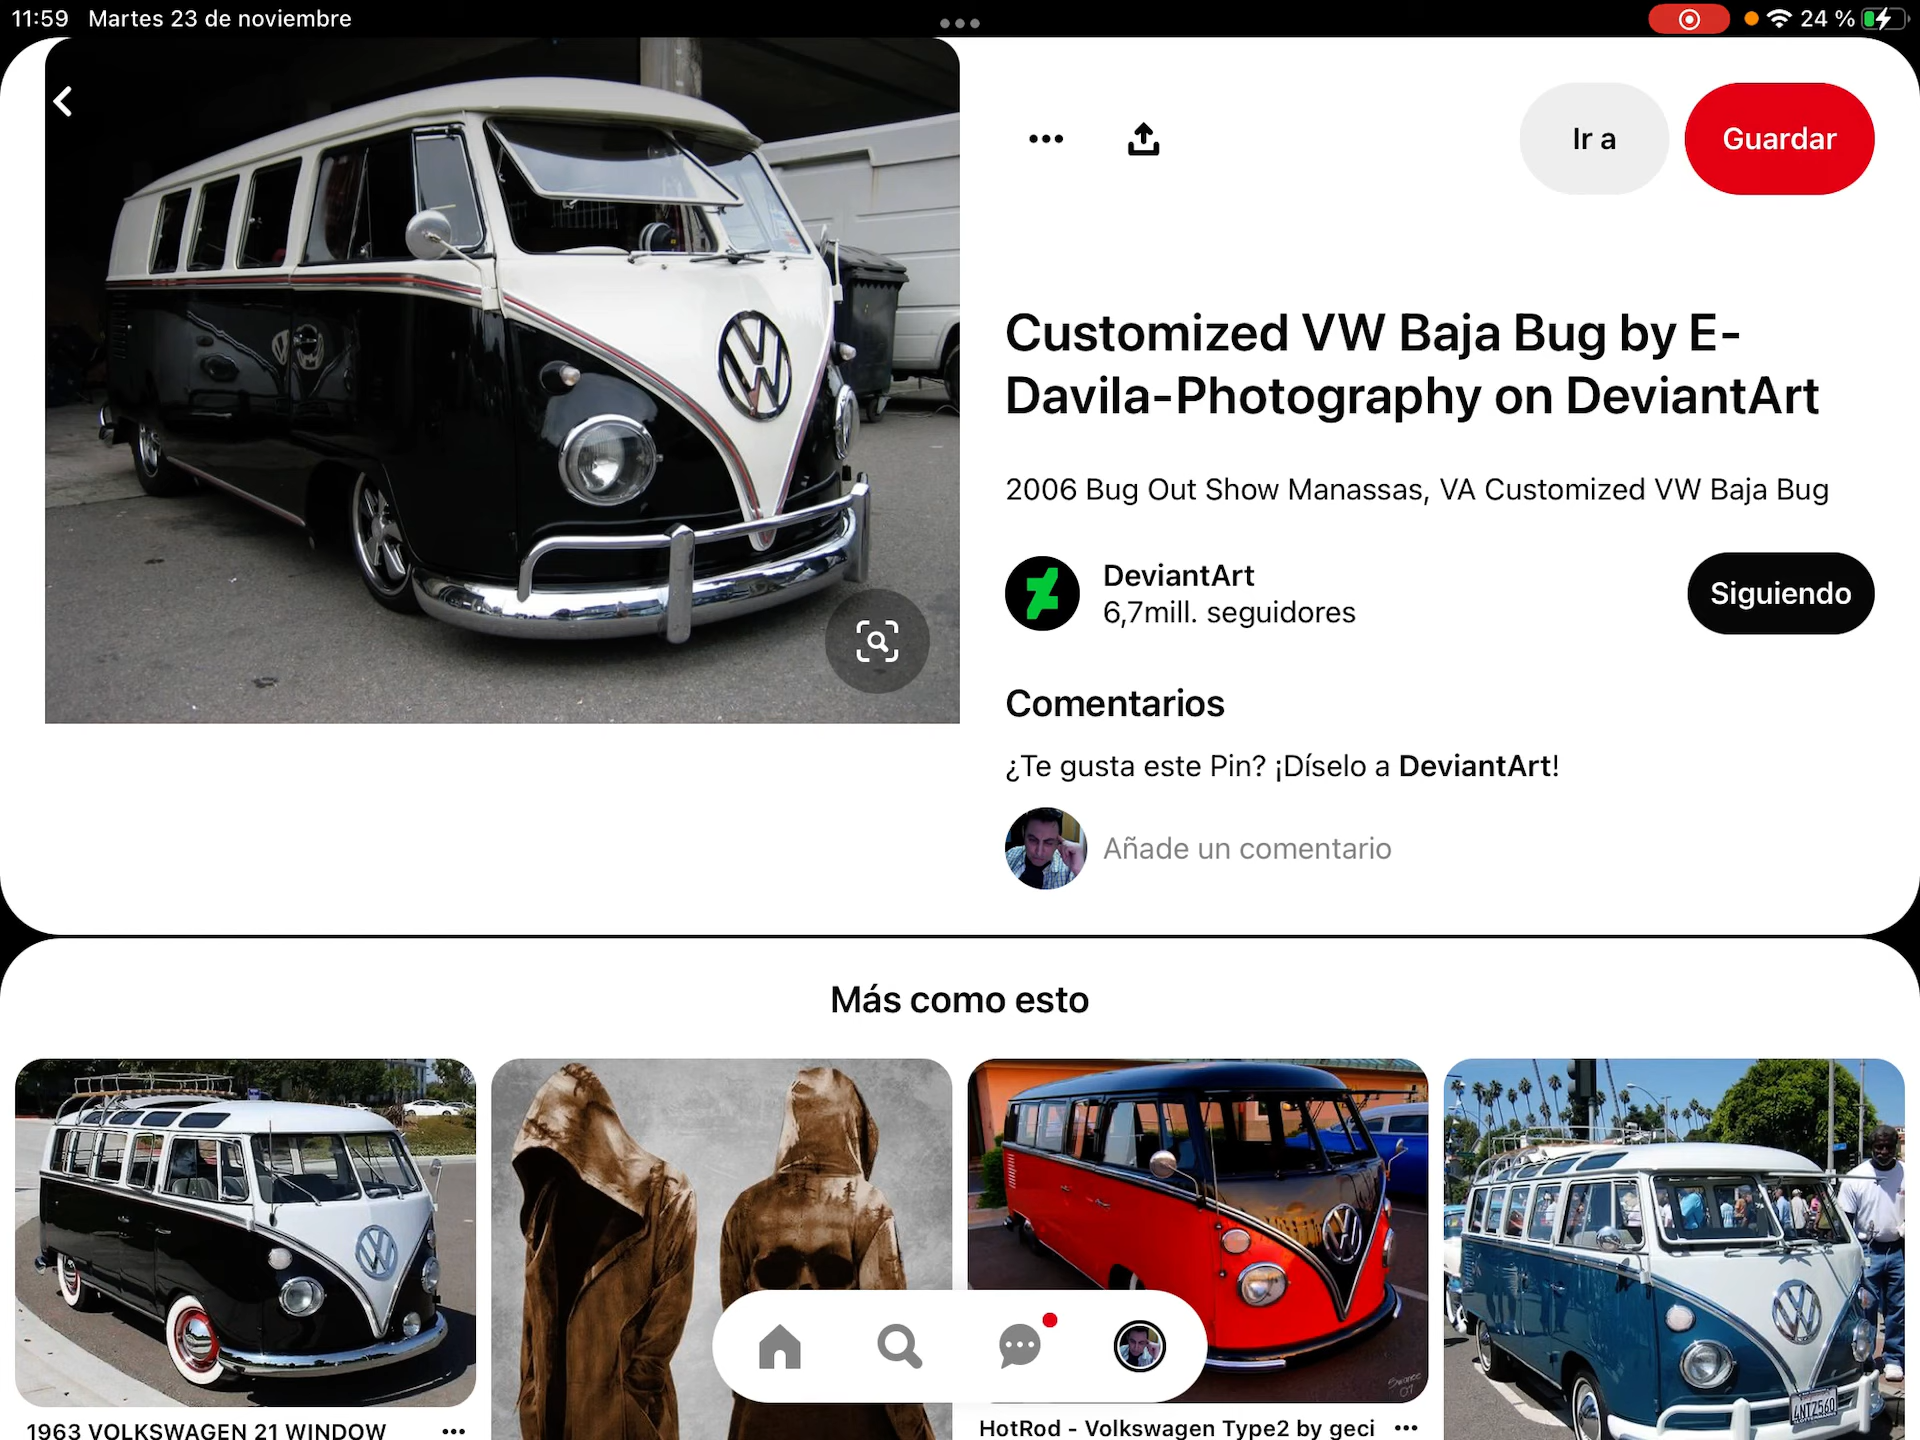 11:59 Martes 23 de noviembre
24 %
Ir a
Guardar
Customized VW Baja Bug by E-
Davila-Photography on DeviantArt
2006 Bug Out Show Manassas, VA Customized VW Baja Bug
DeviantArt
6,7mill. seguidores
Siguiendo
Comentarios
¿Te gusta este Pin? ¡Díselo a DeviantArt!
Añade un comentario
Más como esto
4NTZ560
1963 VOLKSWAGEN 21 WINDOW
HotRod - Volkswagen Type2 by geci